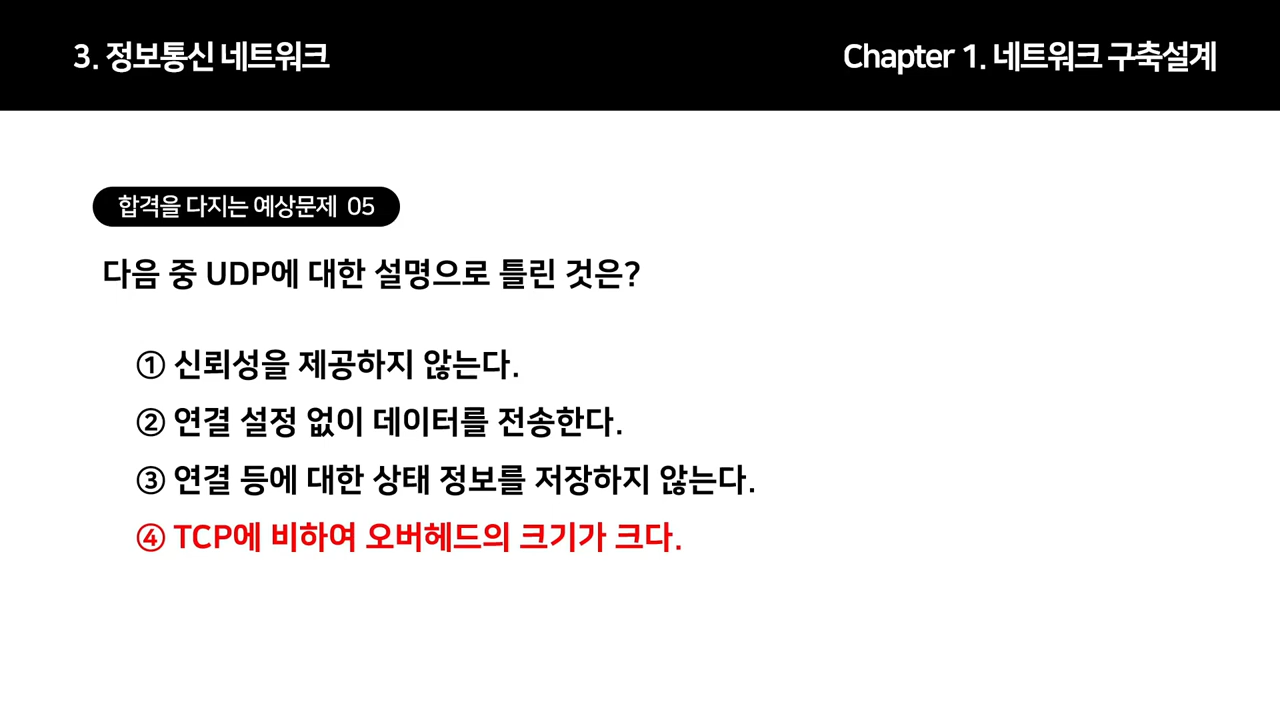 3. 정보통신 네트워크
Chapter 1. 네트워크 구축설계
합격을 다지는 예상문제 05
다음 중 UDP에 대한 설명으로 틀린 것은?
① 신뢰성을 제공하지 않는다.
② 연결 설정 없이 데이터를 전송한다.
③ 연결 등에 대한 상태 정보를 저장하지 않는다.
④ TCP에 비하여 오버헤드의 크기가 크다.